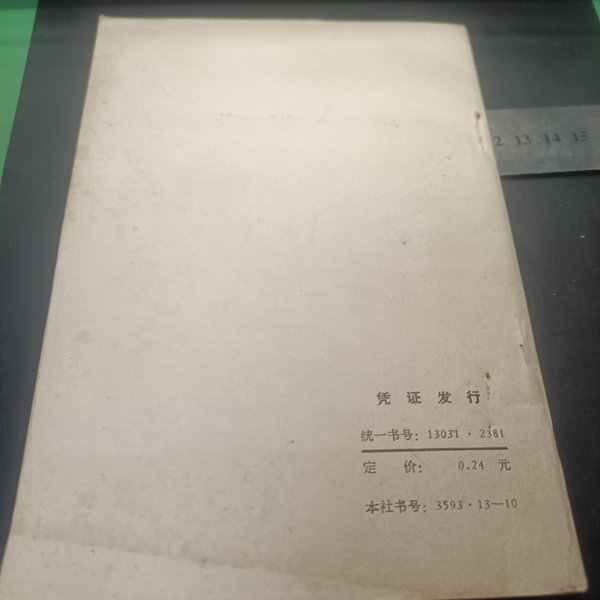 2 13 14 15
凭证发行
统一书号: 13031·2381
定 价: 0.24 元
本社书号: 3593·13—10